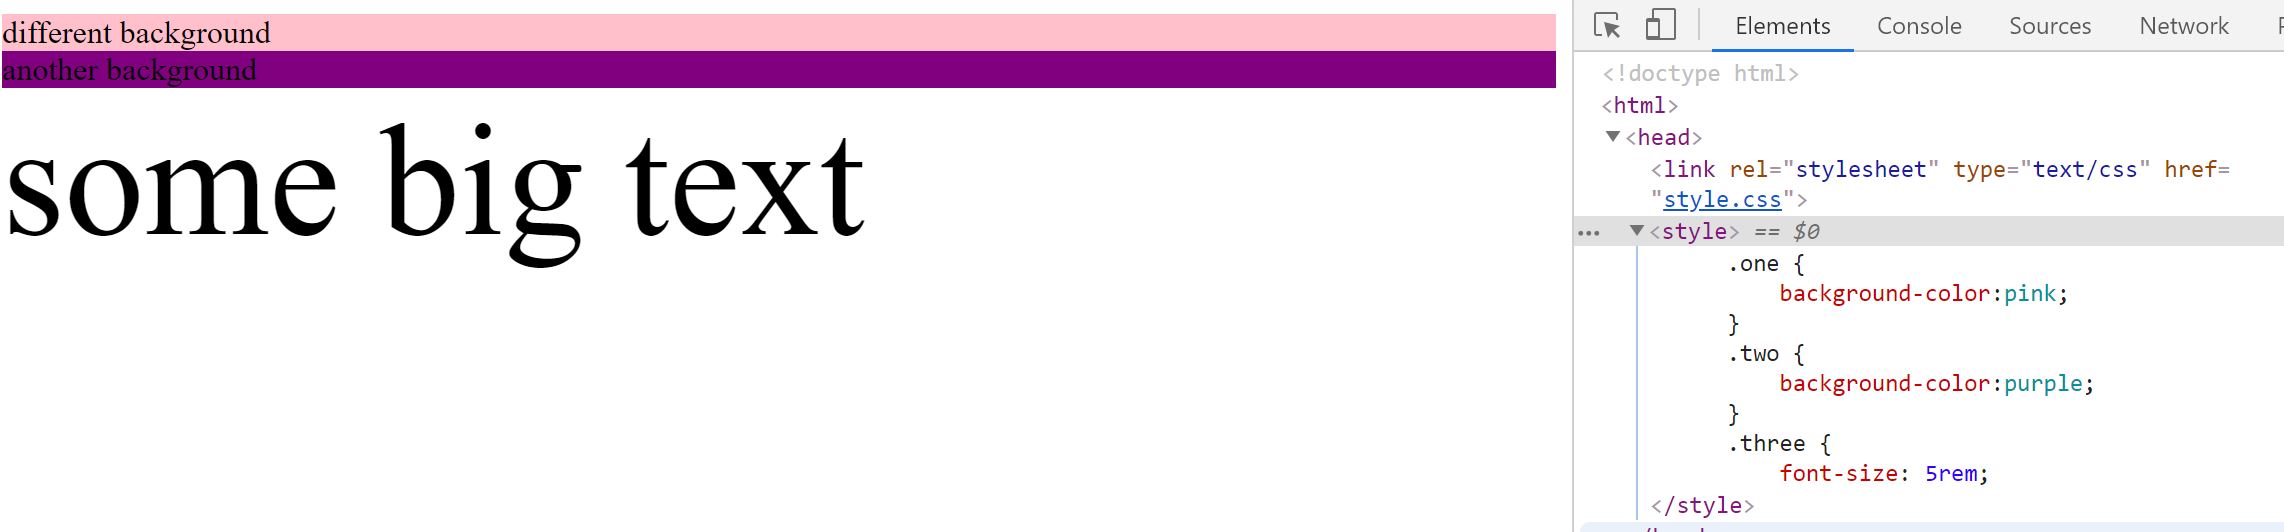 different background
another background
some big text
Elements Console Sources Network
<!doctype html>
<html>
<head>
<link rel="stylesheet" type="text/css" href=
"style.css">
••• <style> == $0
.one {
background-color:pink;
}
.two {
background-color:purple;
}
.three {
font-size: 5rem;
</style>